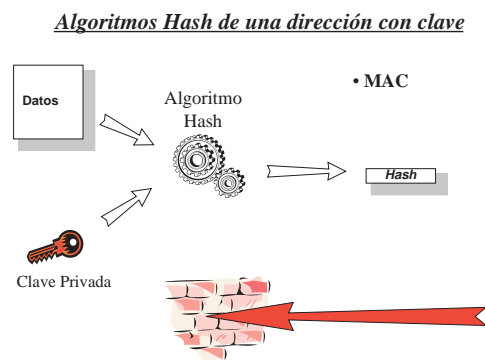 Algoritmos Hash de una dirección con clave
Datos
Algoritmo
Hash
• MAC
Hash
Clave Privada